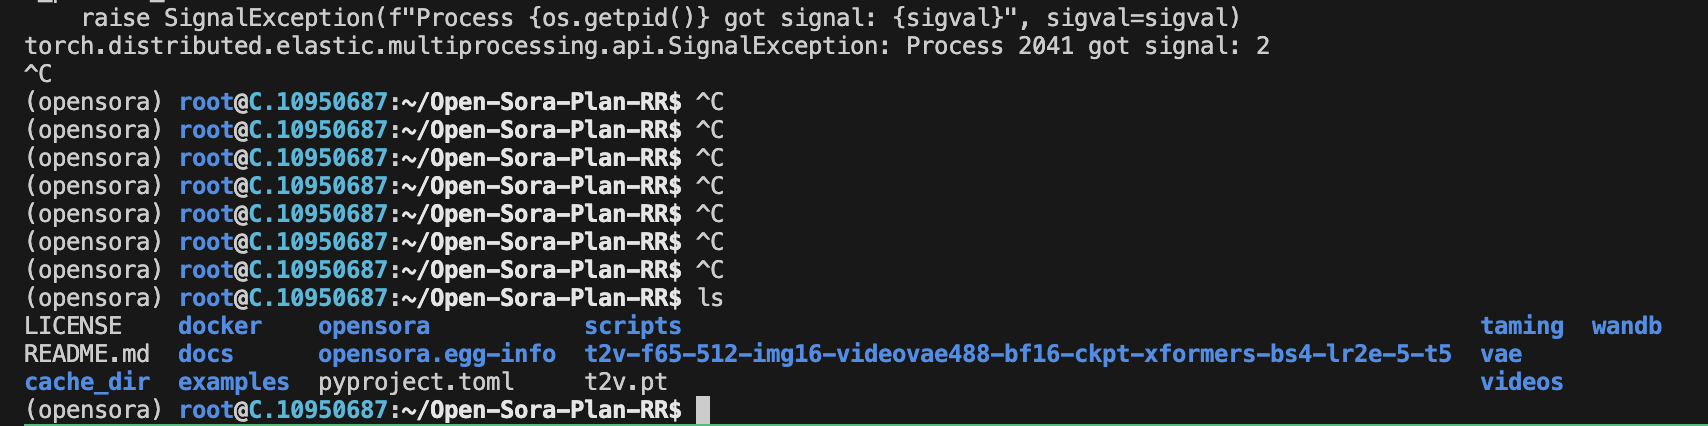 raise SignalException(f"Process {os.getpid()} got signal: {sigval}", sigval=sigval)
torch.distributed.elastic.multiprocessing.api.SignalException: Process 2041 got signal: 2
^C
(opensora) root@C.10950687:~/Open-Sora-Plan-RR$ ^C
(opensora) root@C.10950687:~/Open-Sora-Plan-RR$ ^C
(opensora) root@C.10950687:~/Open-Sora-Plan-RR$ ^C
(opensora) root@C.10950687:~/Open-Sora-Plan-RR$ ^C
(opensora) root@C.10950687:~/Open-Sora-Plan-RR$ ^C
(opensora) root@C.10950687:~/Open-Sora-Plan-RR$ ^C
(opensora) root@C.10950687:~/Open-Sora-Plan-RR$ ^C
(opensora) root@C.10950687:~/Open-Sora-Plan-RR$ ls
LICENSE docker opensora scripts taming wandb
README.md docs opensora.egg-info t2v-f65-512-img16-videovae488-bf16-ckpt-xformers-bs4-lr2e-5-t5 vae
cache_dir examples pyproject.toml t2v.pt videos
(opensora) root@C.10950687:~/Open-Sora-Plan-RR$